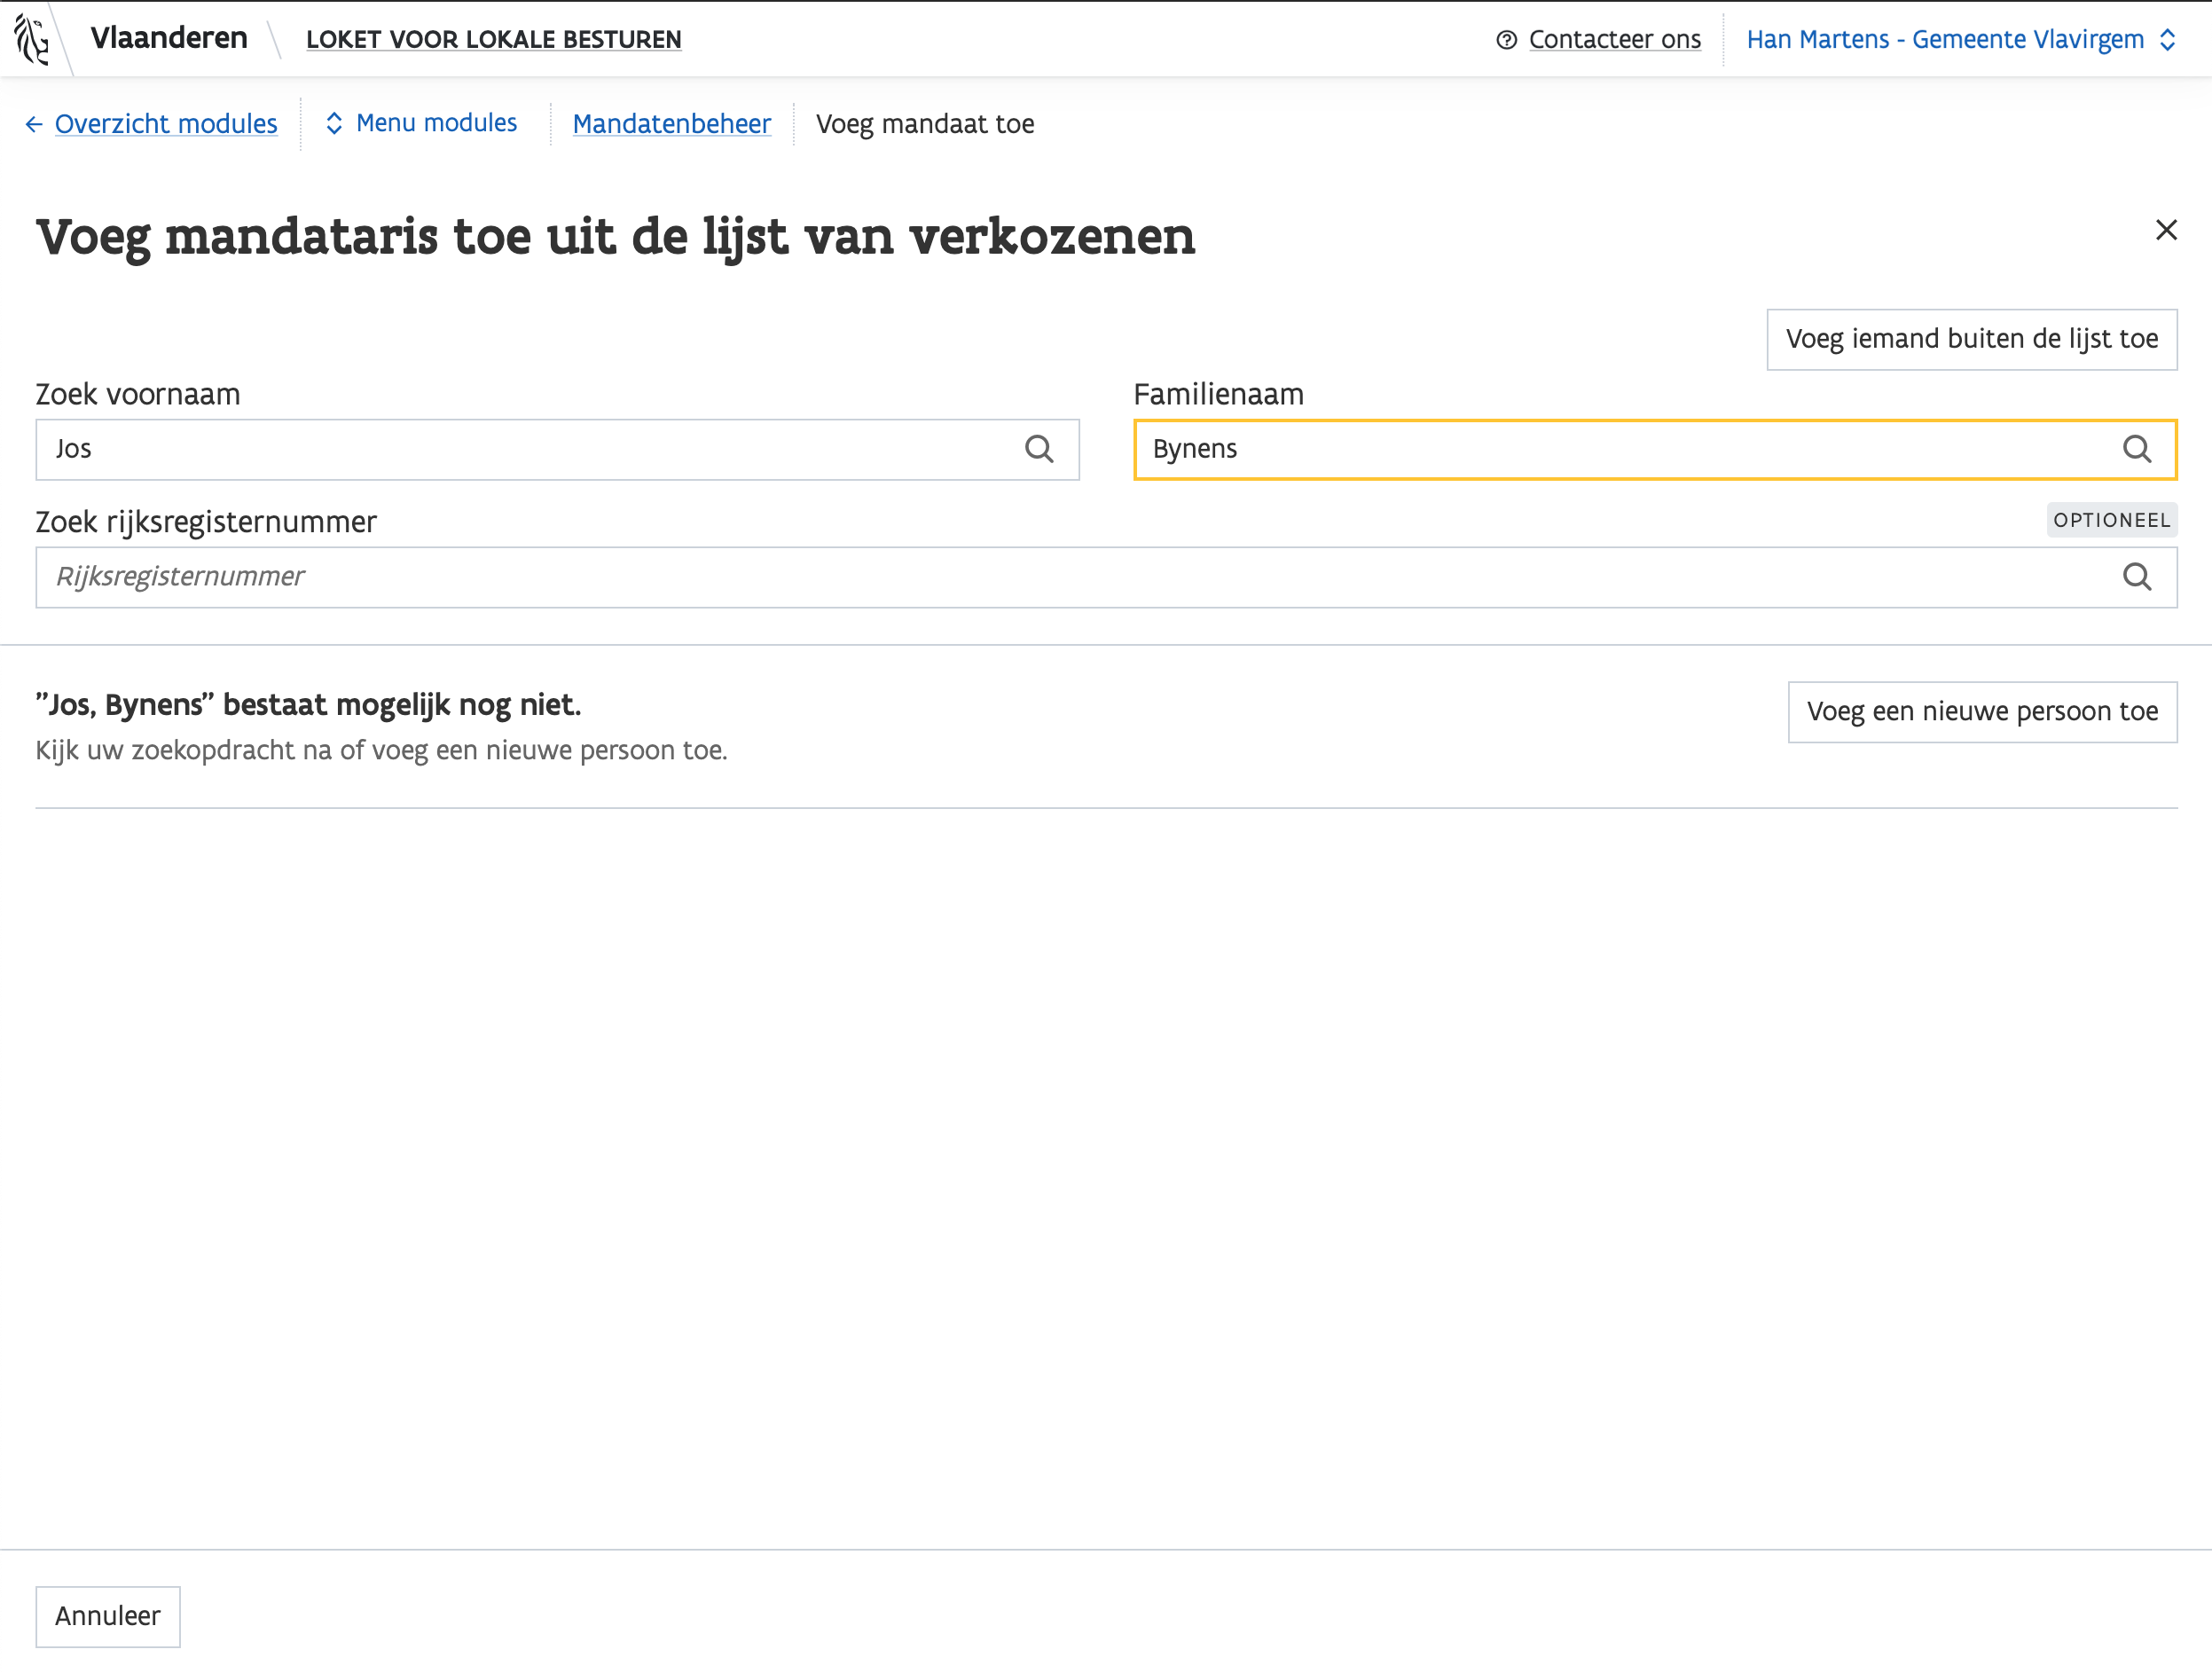 Vlaanderen LOKET VOOR LOKALE BESTUREN Contacteer ons Han Martens - Gemeente Vlavirgem
Overzicht modules Menu modules Mandatenbeheer Voeg mandaat toe
Voeg mandataris toe uit de lijst van verkozenen
Voeg iemand buiten de lijst toe
Zoek voornaam Familienaam
Jos Bynens
Zoek rijksregisternummer OPTIONEEL
Rijksregisternummer
”Jos, Bynens” bestaat mogelijk nog niet. Voeg een nieuwe persoon toe
Kijk uw zoekopdracht na of voeg een nieuwe persoon toe.
Annuleer